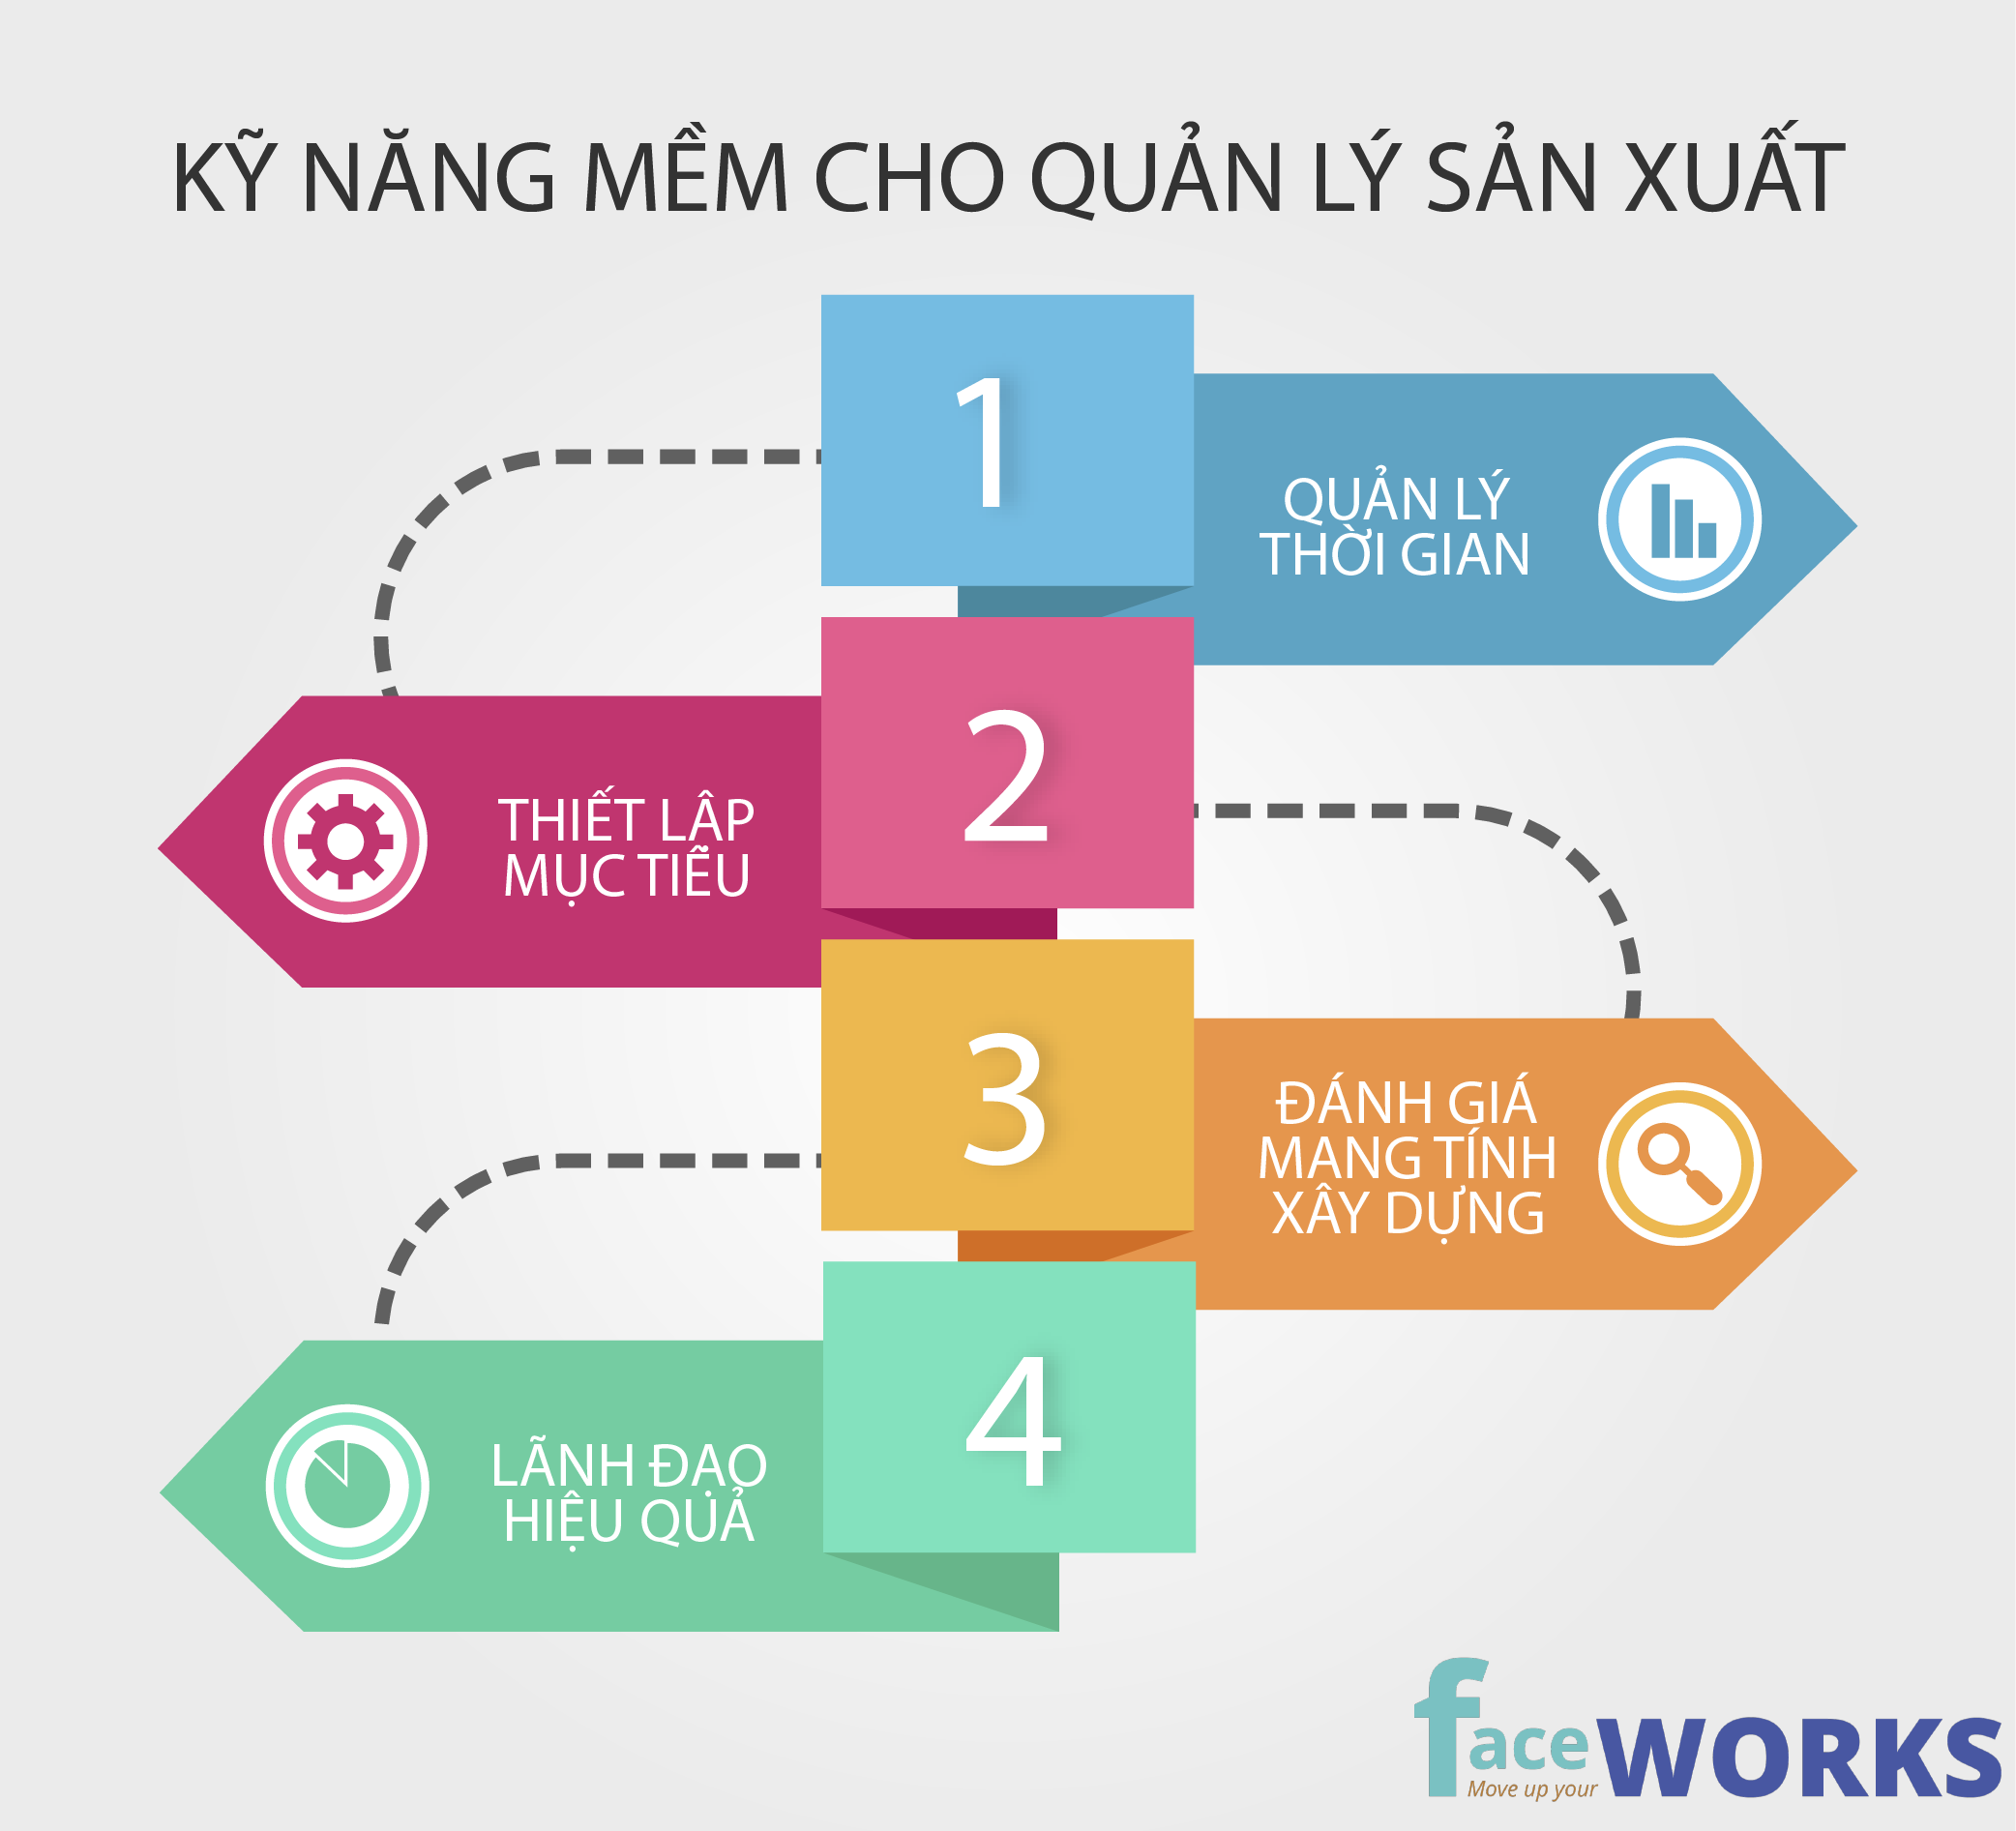 KỸ NĂNG MỀM CHO QUẢN LÝ SẢN XUẤT
1
QUẢN LÝ
THỜI GIAN
2
THIẾT LẬP
MỤC TIÊU
3
ĐÁNH GIÁ
MANG TÍNH
XÂY DỰNG
4
LÃNH ĐẠO
HIỆU QUẢ
faceWORKS
Move up your